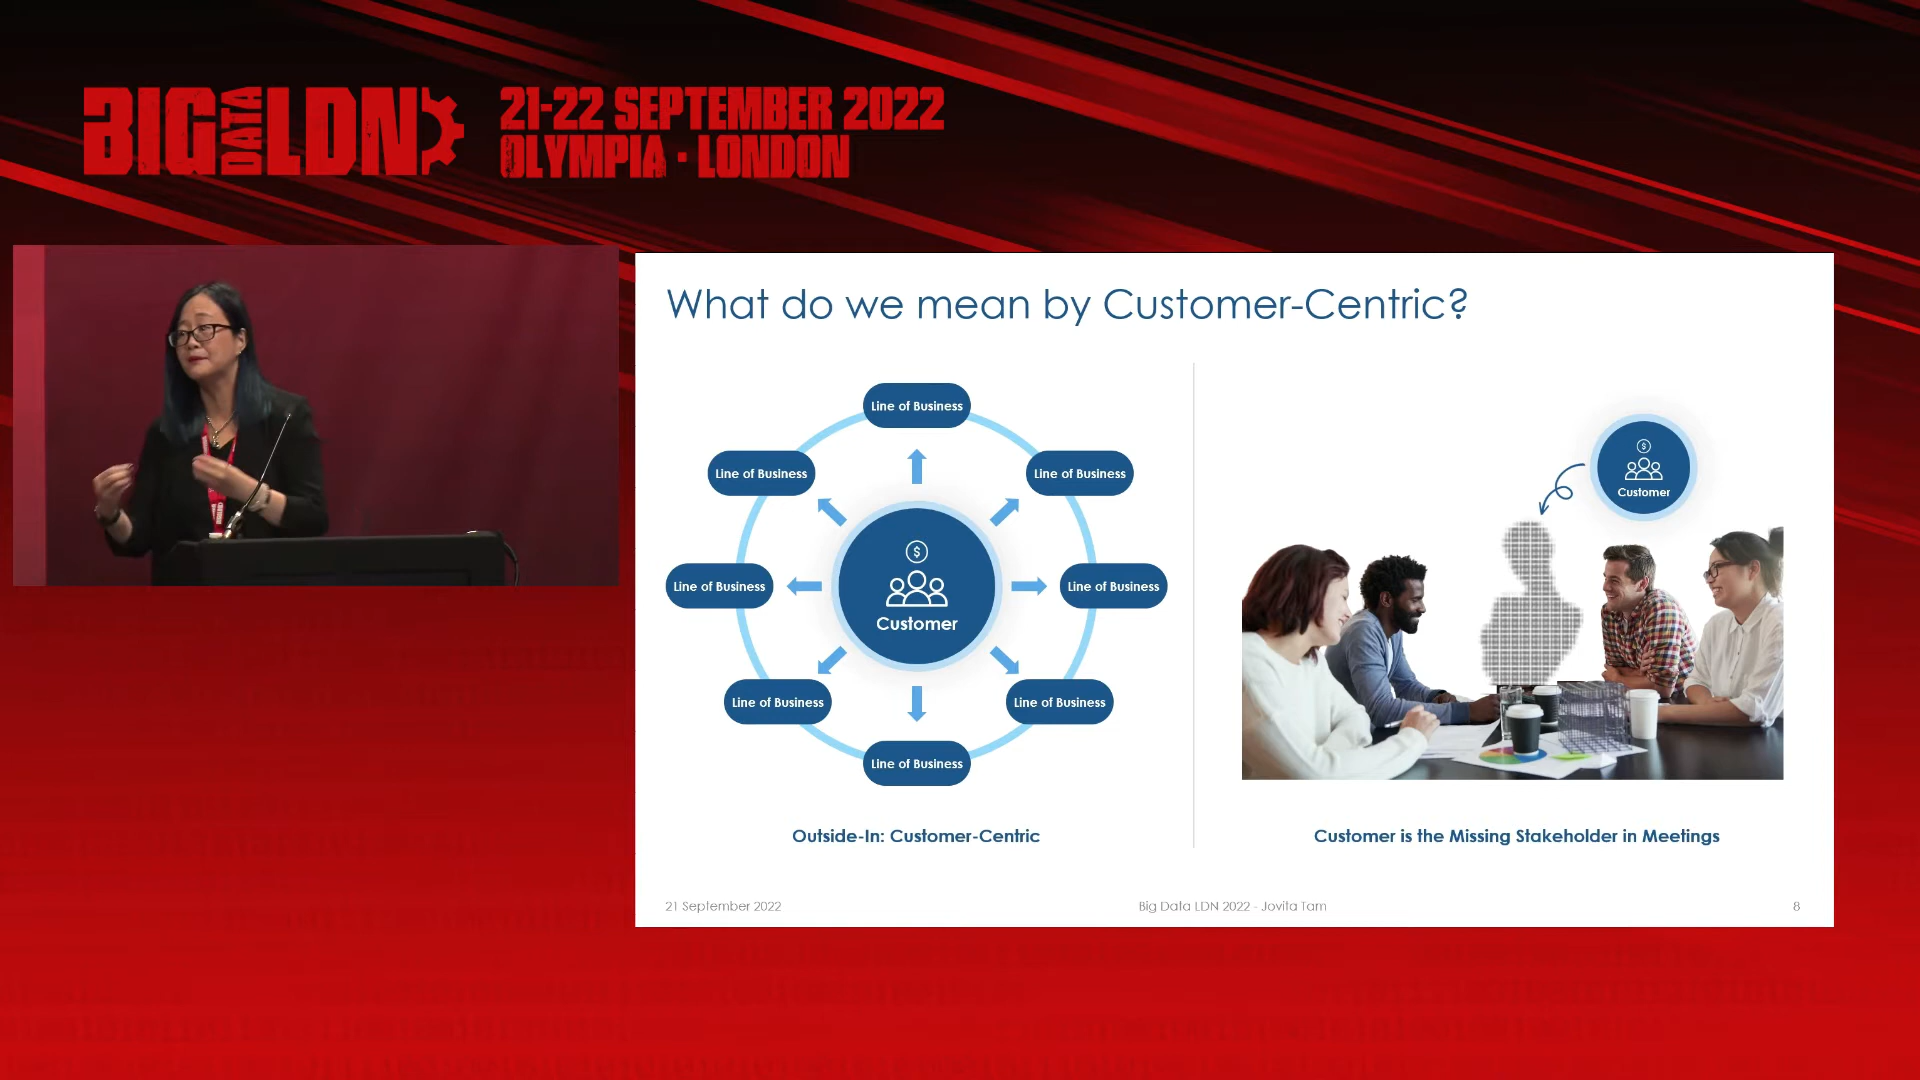 BIG DATA LDN
21-22 SEPTEMBER 2022
OLYMPIA · LONDON
What do we mean by Customer-Centric?
Line of Business
Line of Business
Line of Business
Line of Business
Line of Business
Line of Business
Line of Business
Line of Business
$
Customer
Outside-In: Customer-Centric
$
Customer
Customer is the Missing Stakeholder in Meetings
21 September 2022
Big Data LDN 2022 - Jovita Tam
8